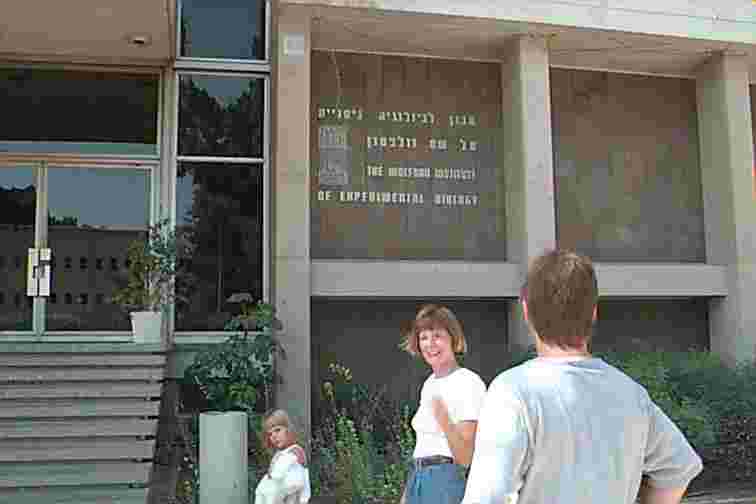 מכון לביולוגיה ניסויית
על שם וולפסון
THE WOLFSON INSTITUTE
OF EXPERIMENTAL BIOLOGY